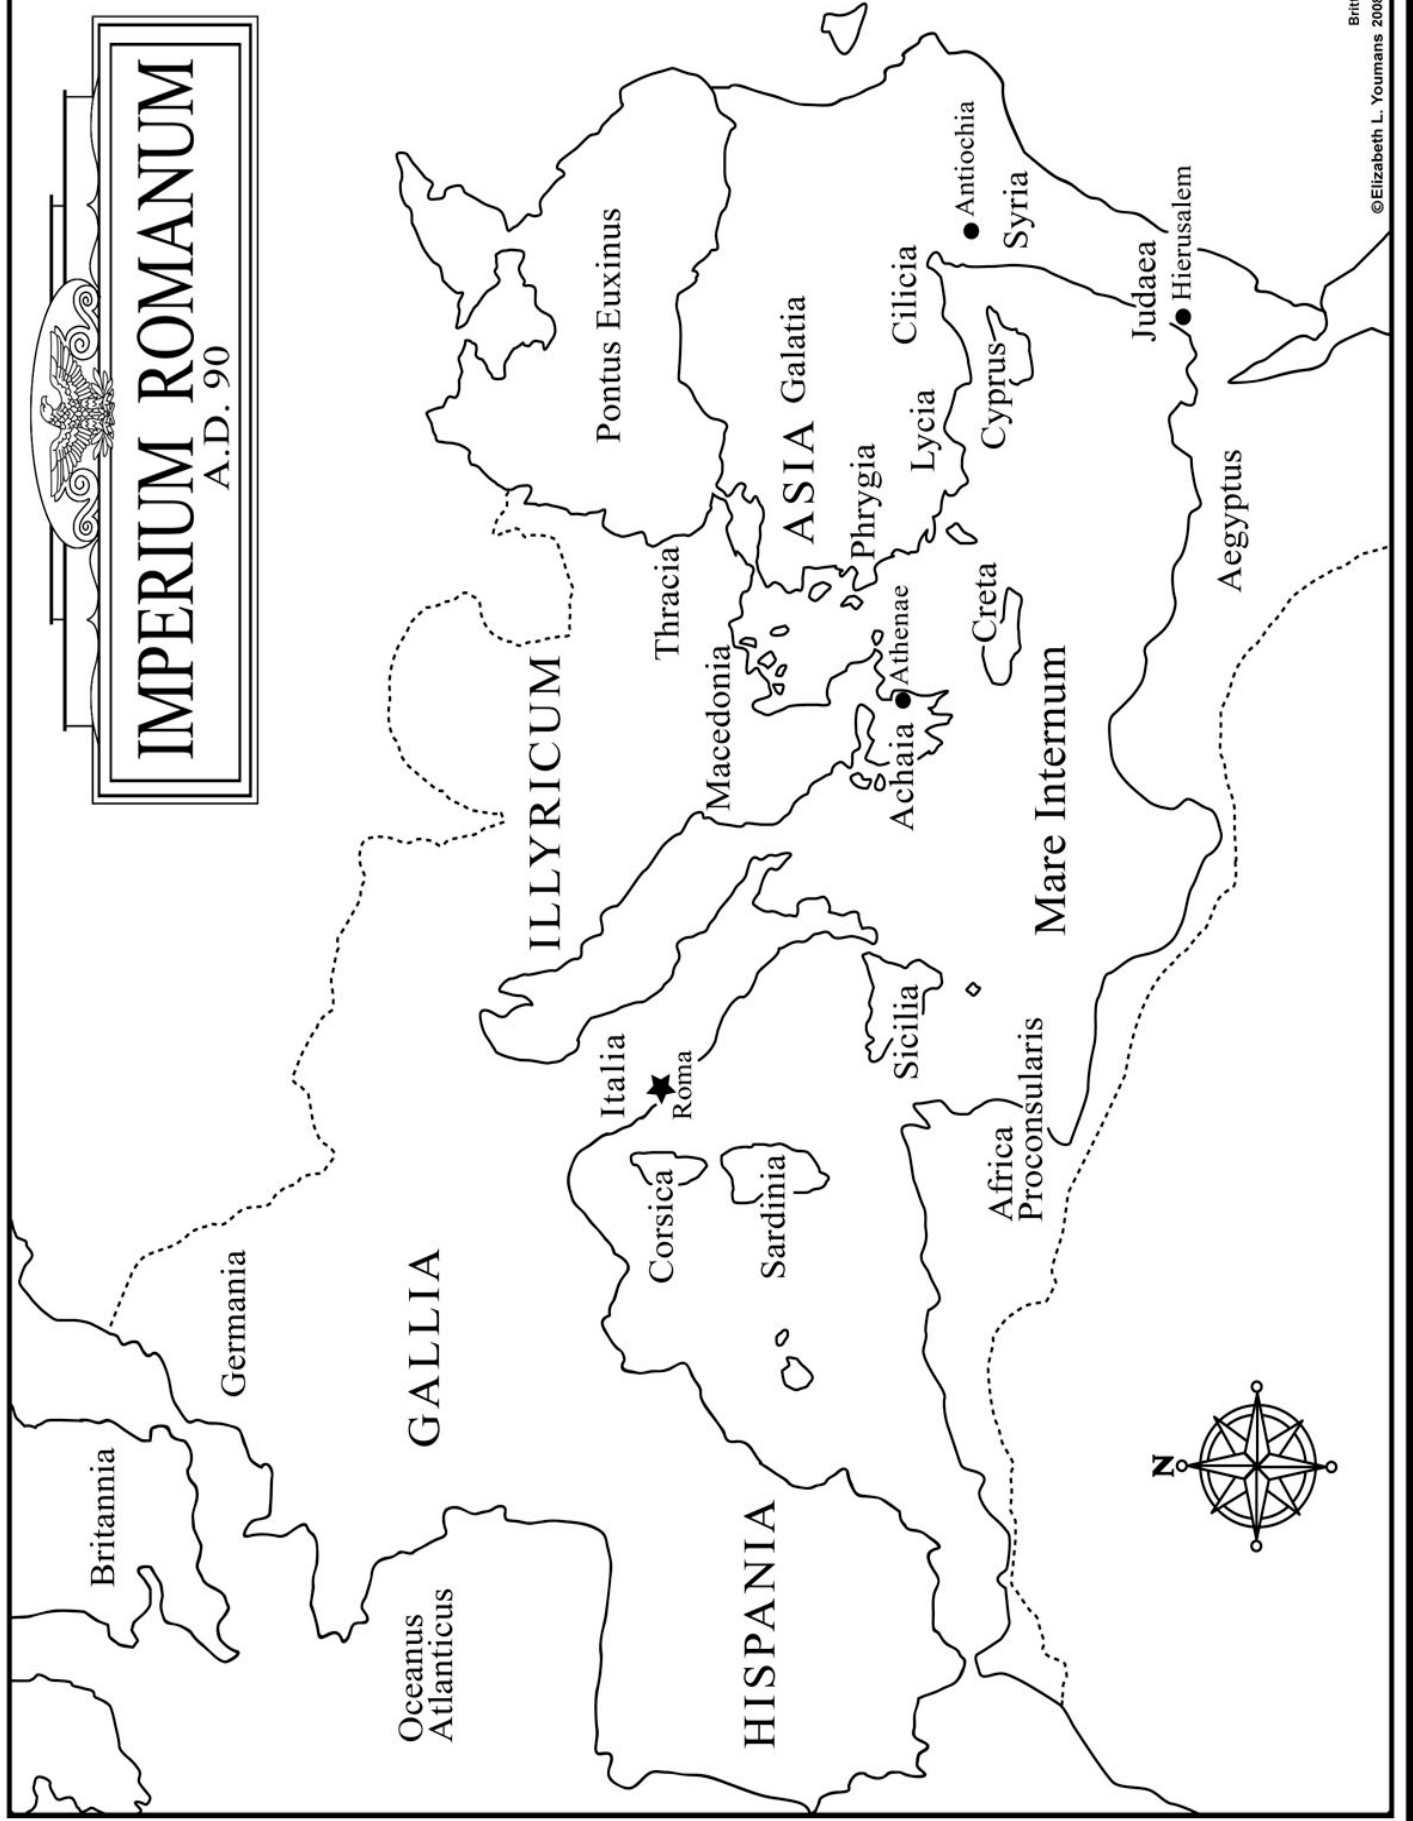 IMPERIUM ROMANUM
A.D. 90
Britannia
Germania
GALLIA
Oceanus
Atlanticus
HISPANIA
ILLYRICUM
Italia
Roma
Corsica
Sardinia
Sicilia
Pontus Euxinus
Thracia
Macedonia
ASIA
Galatia
Phrygia
Lycia
Cilicia
Achaia
Athenae
Creta
Cyprus
Antiochia
Syria
Judaea
Hierusalem
Mare Internum
Africa
Proconsularis
Aegyptus
N
©Elizabeth L. Youmans 2008